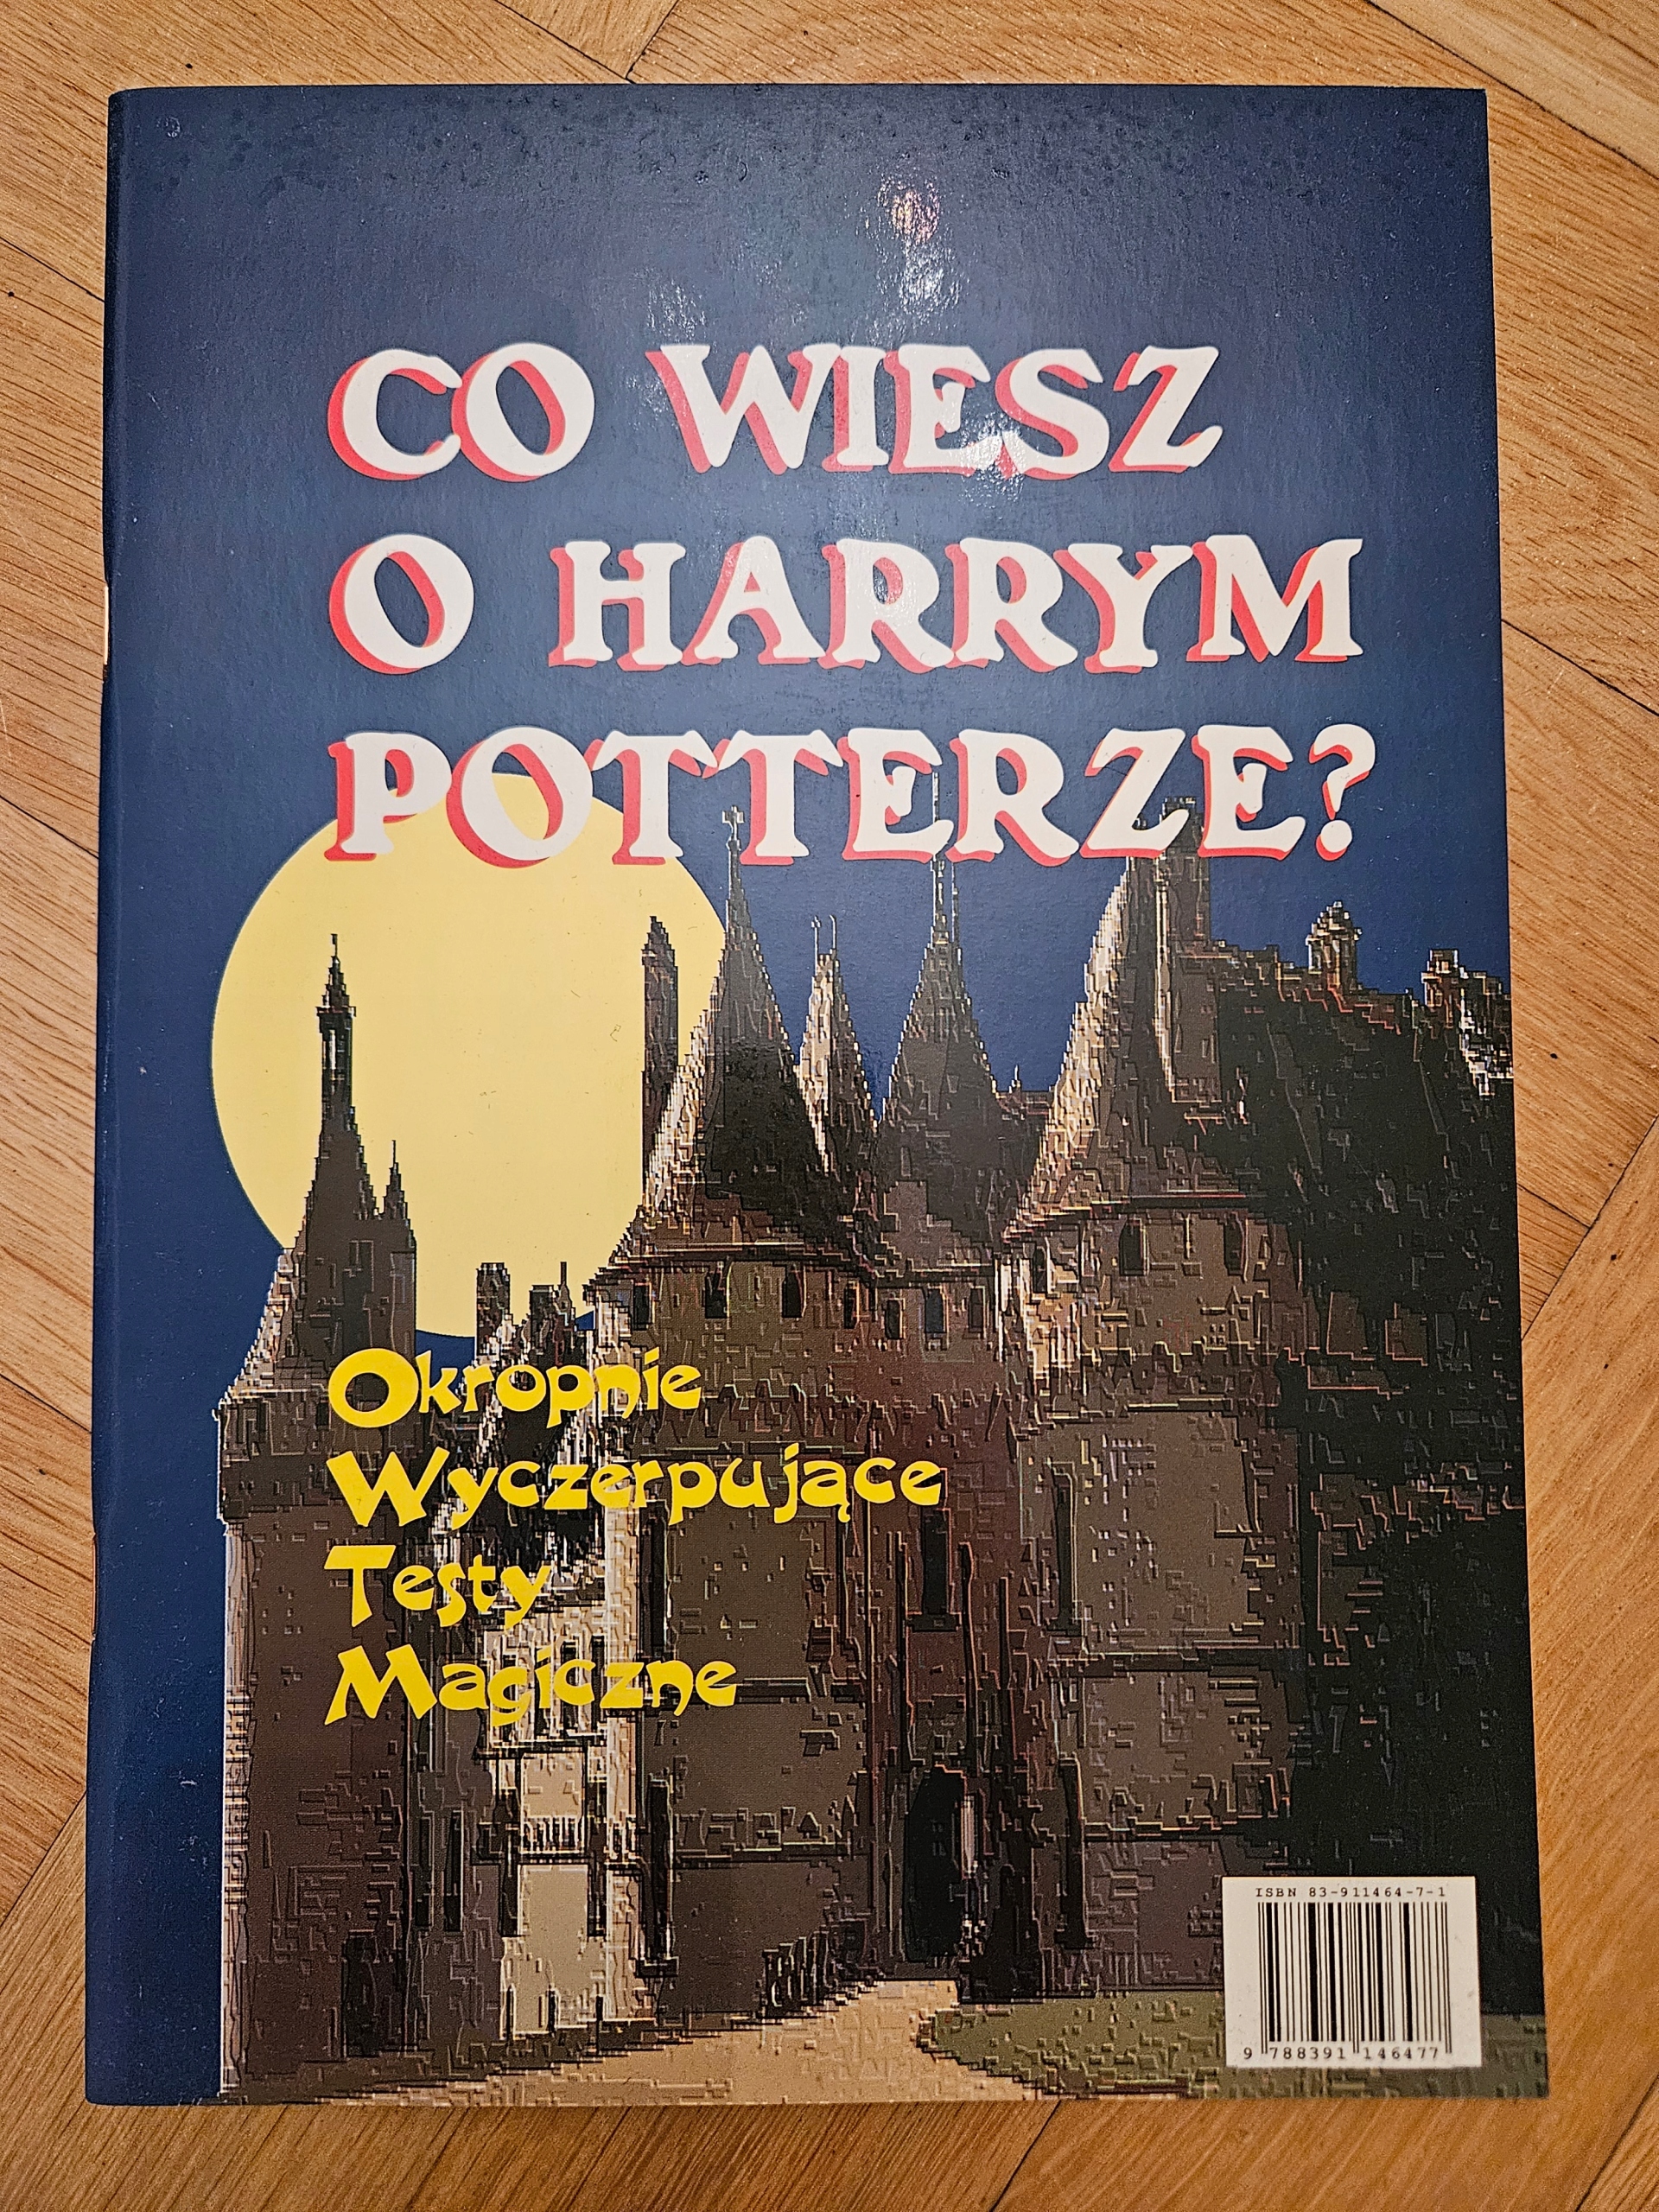 CO WIESZ
O HARRYM
POTTERZE?
Okropnie
Wyczerpujące
Testy
Magiczne
ISBN 83-911464-7-1
9 788391 146477